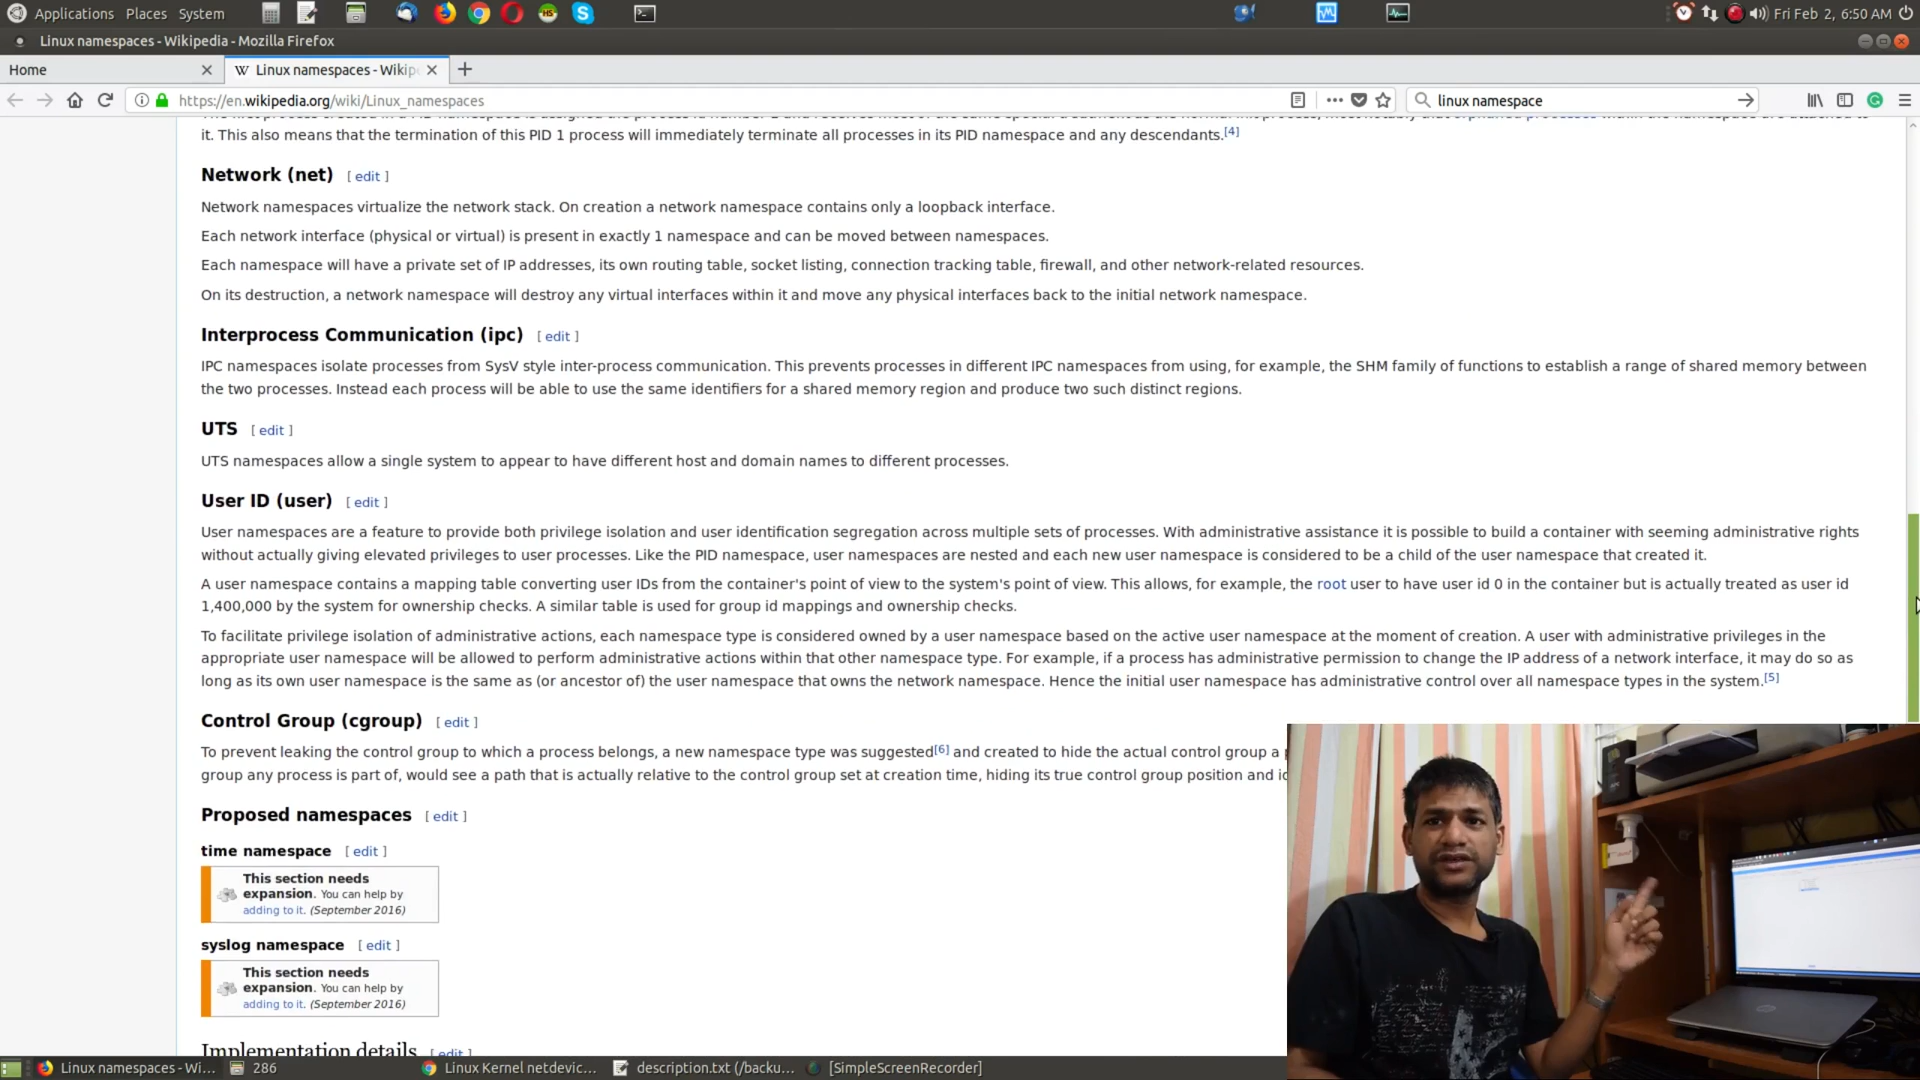 Applications Places System
Fri Feb 2, 6:50 AM
Linux namespaces - Wikipedia - Mozilla Firefox
Home
W Linux namespaces - Wikip
https://en.wikipedia.org/wiki/Linux_namespaces
linux namespace
it. This also means that the termination of this PID 1 process will immediately terminate all processes in its PID namespace and any descendants.[4]
Network (net) [ edit ]
Network namespaces virtualize the network stack. On creation a network namespace contains only a loopback interface.
Each network interface (physical or virtual) is present in exactly 1 namespace and can be moved between namespaces.
Each namespace will have a private set of IP addresses, its own routing table, socket listing, connection tracking table, firewall, and other network-related resources.
On its destruction, a network namespace will destroy any virtual interfaces within it and move any physical interfaces back to the initial network namespace.
Interprocess Communication (ipc) [ edit ]
IPC namespaces isolate processes from SysV style inter-process communication. This prevents processes in different IPC namespaces from using, for example, the SHM family of functions to establish a range of shared memory between
the two processes. Instead each process will be able to use the same identifiers for a shared memory region and produce two such distinct regions.
UTS [ edit ]
UTS namespaces allow a single system to appear to have different host and domain names to different processes.
User ID (user) [ edit ]
User namespaces are a feature to provide both privilege isolation and user identification segregation across multiple sets of processes. With administrative assistance it is possible to build a container with seeming administrative rights
without actually giving elevated privileges to user processes. Like the PID namespace, user namespaces are nested and each new user namespace is considered to be a child of the user namespace that created it.
A user namespace contains a mapping table converting user IDs from the container's point of view to the system's point of view. This allows, for example, the root user to have user id 0 in the container but is actually treated as user id
1,400,000 by the system for ownership checks. A similar table is used for group id mappings and ownership checks.
To facilitate privilege isolation of administrative actions, each namespace type is considered owned by a user namespace based on the active user namespace at the moment of creation. A user with administrative privileges in the
appropriate user namespace will be allowed to perform administrative actions within that other namespace type. For example, if a process has administrative permission to change the IP address of a network interface, it may do so as
long as its own user namespace is the same as (or ancestor of) the user namespace that owns the network namespace. Hence the initial user namespace has administrative control over all namespace types in the system.[5]
Control Group (cgroup) [ edit ]
To prevent leaking the control group to which a process belongs, a new namespace type was suggested[6] and created to hide the actual control group a
group any process is part of, would see a path that is actually relative to the control group set at creation time, hiding its true control group position and
Proposed namespaces [ edit ]
time namespace [ edit ]
This section needs
expansion. You can help by
adding to it. (September 2016)
syslog namespace [ edit ]
This section needs
expansion. You can help by
adding to it. (September 2016)
Implementation details [ edit ]
Linux namespaces - Wi... 286 Linux Kernel netdevic... description.txt (/backu... [SimpleScreenRecorder]